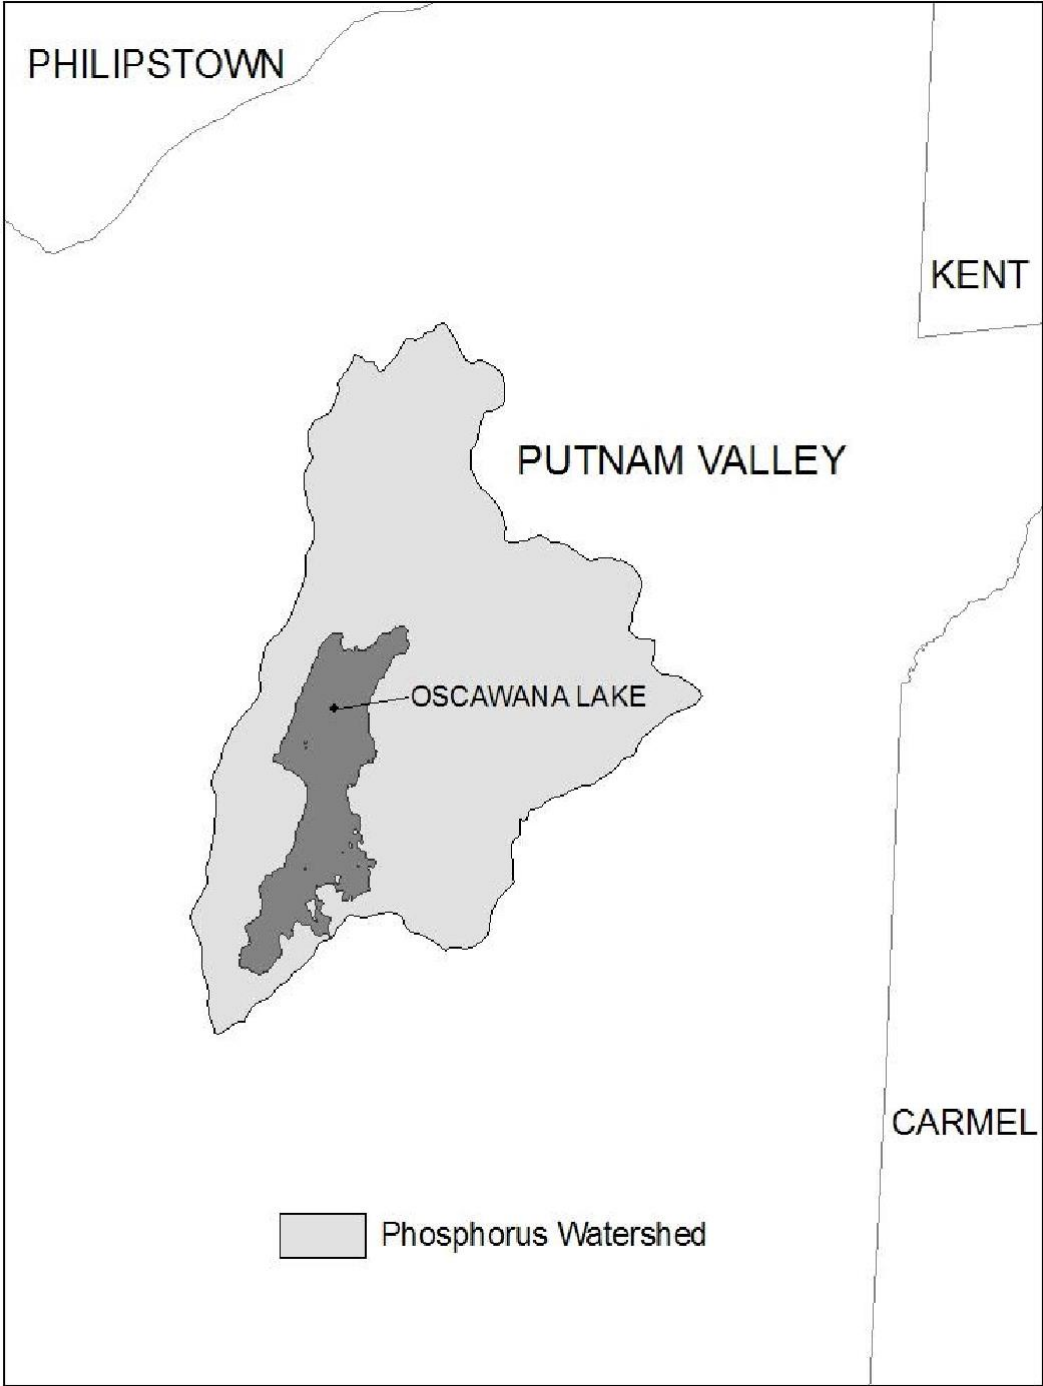 PHILIPSTOWN
KENT
PUTNAM VALLEY
OSCAWANA LAKE
CARMEL
Phosphorus Watershed